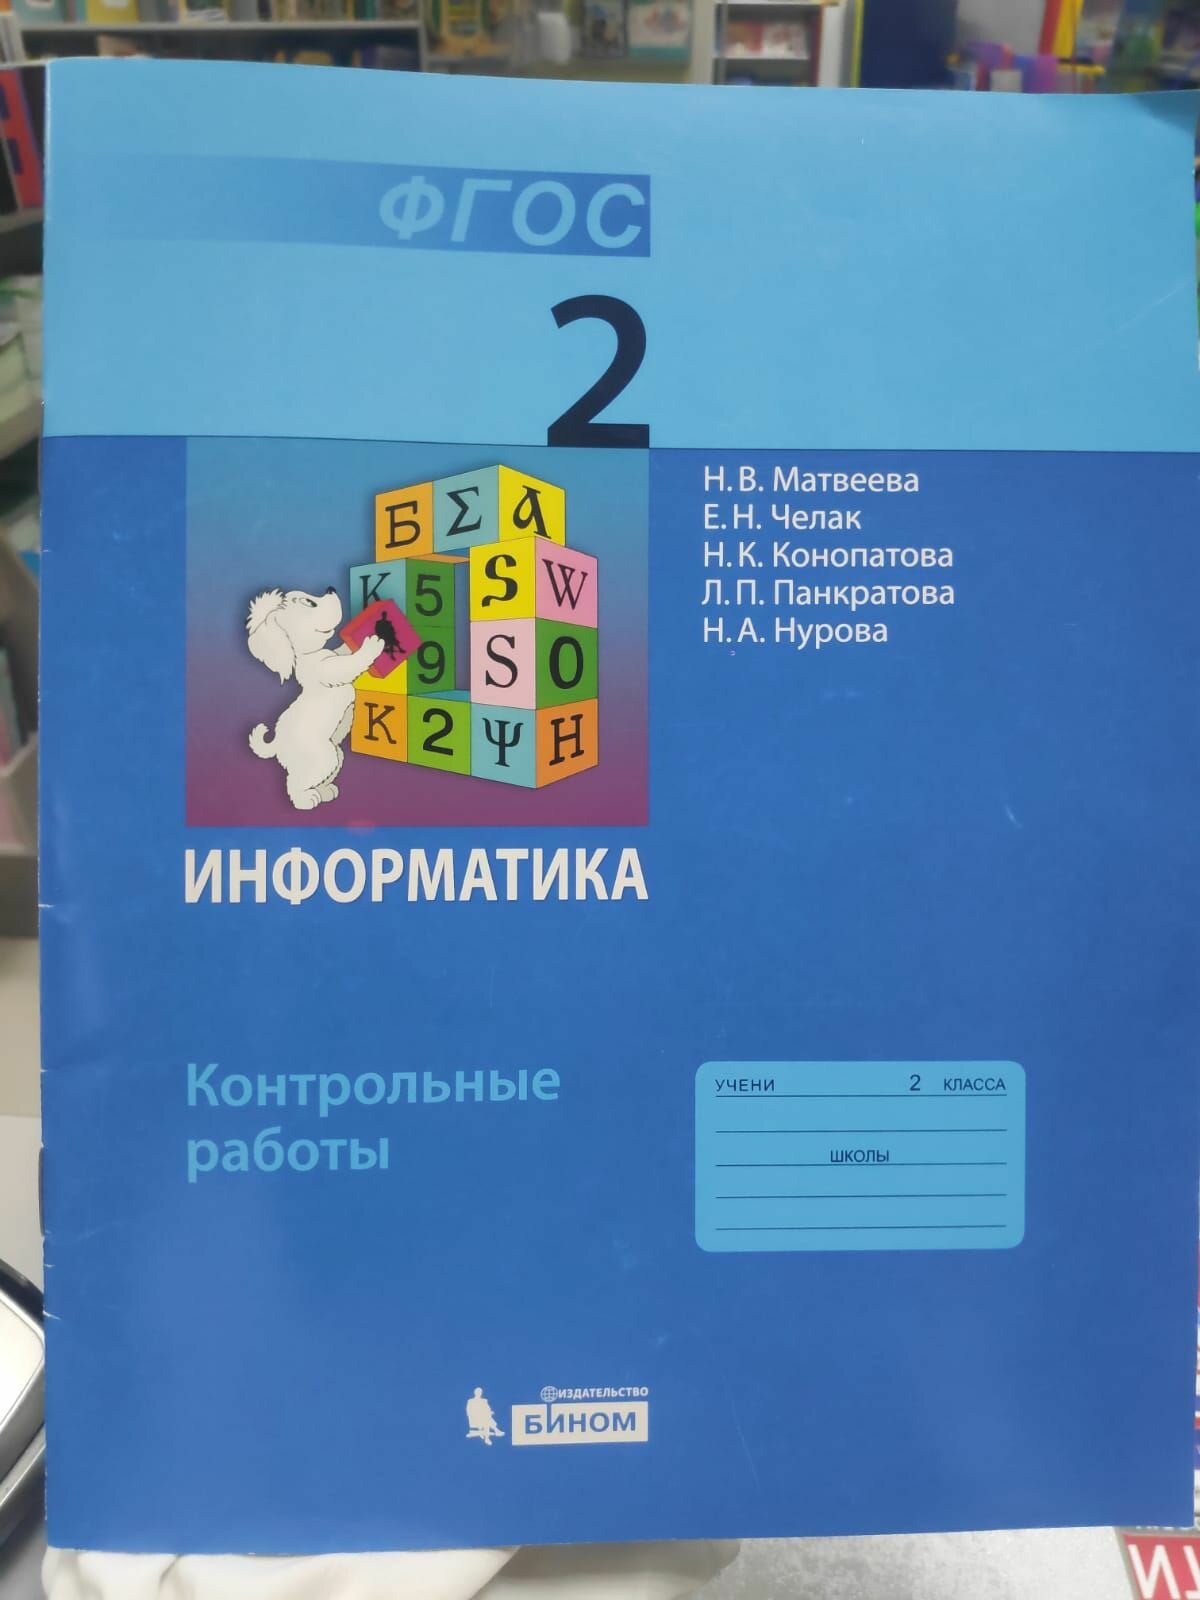 ФГОС
2
Н. В. Матвеева
Е. Н. Челак
Н. К. Конопатова
Л. П. Панкратова
Н. А. Нурова
Б Σ А
К 5 S W
9 S O
К 2 Ψ Н
ИНФОРМАТИКА
Контрольные
работы
УЧЕНИ 2 КЛАССА
ШКОЛЫ
ИЗДАТЕЛЬСТВО
БИНОМ